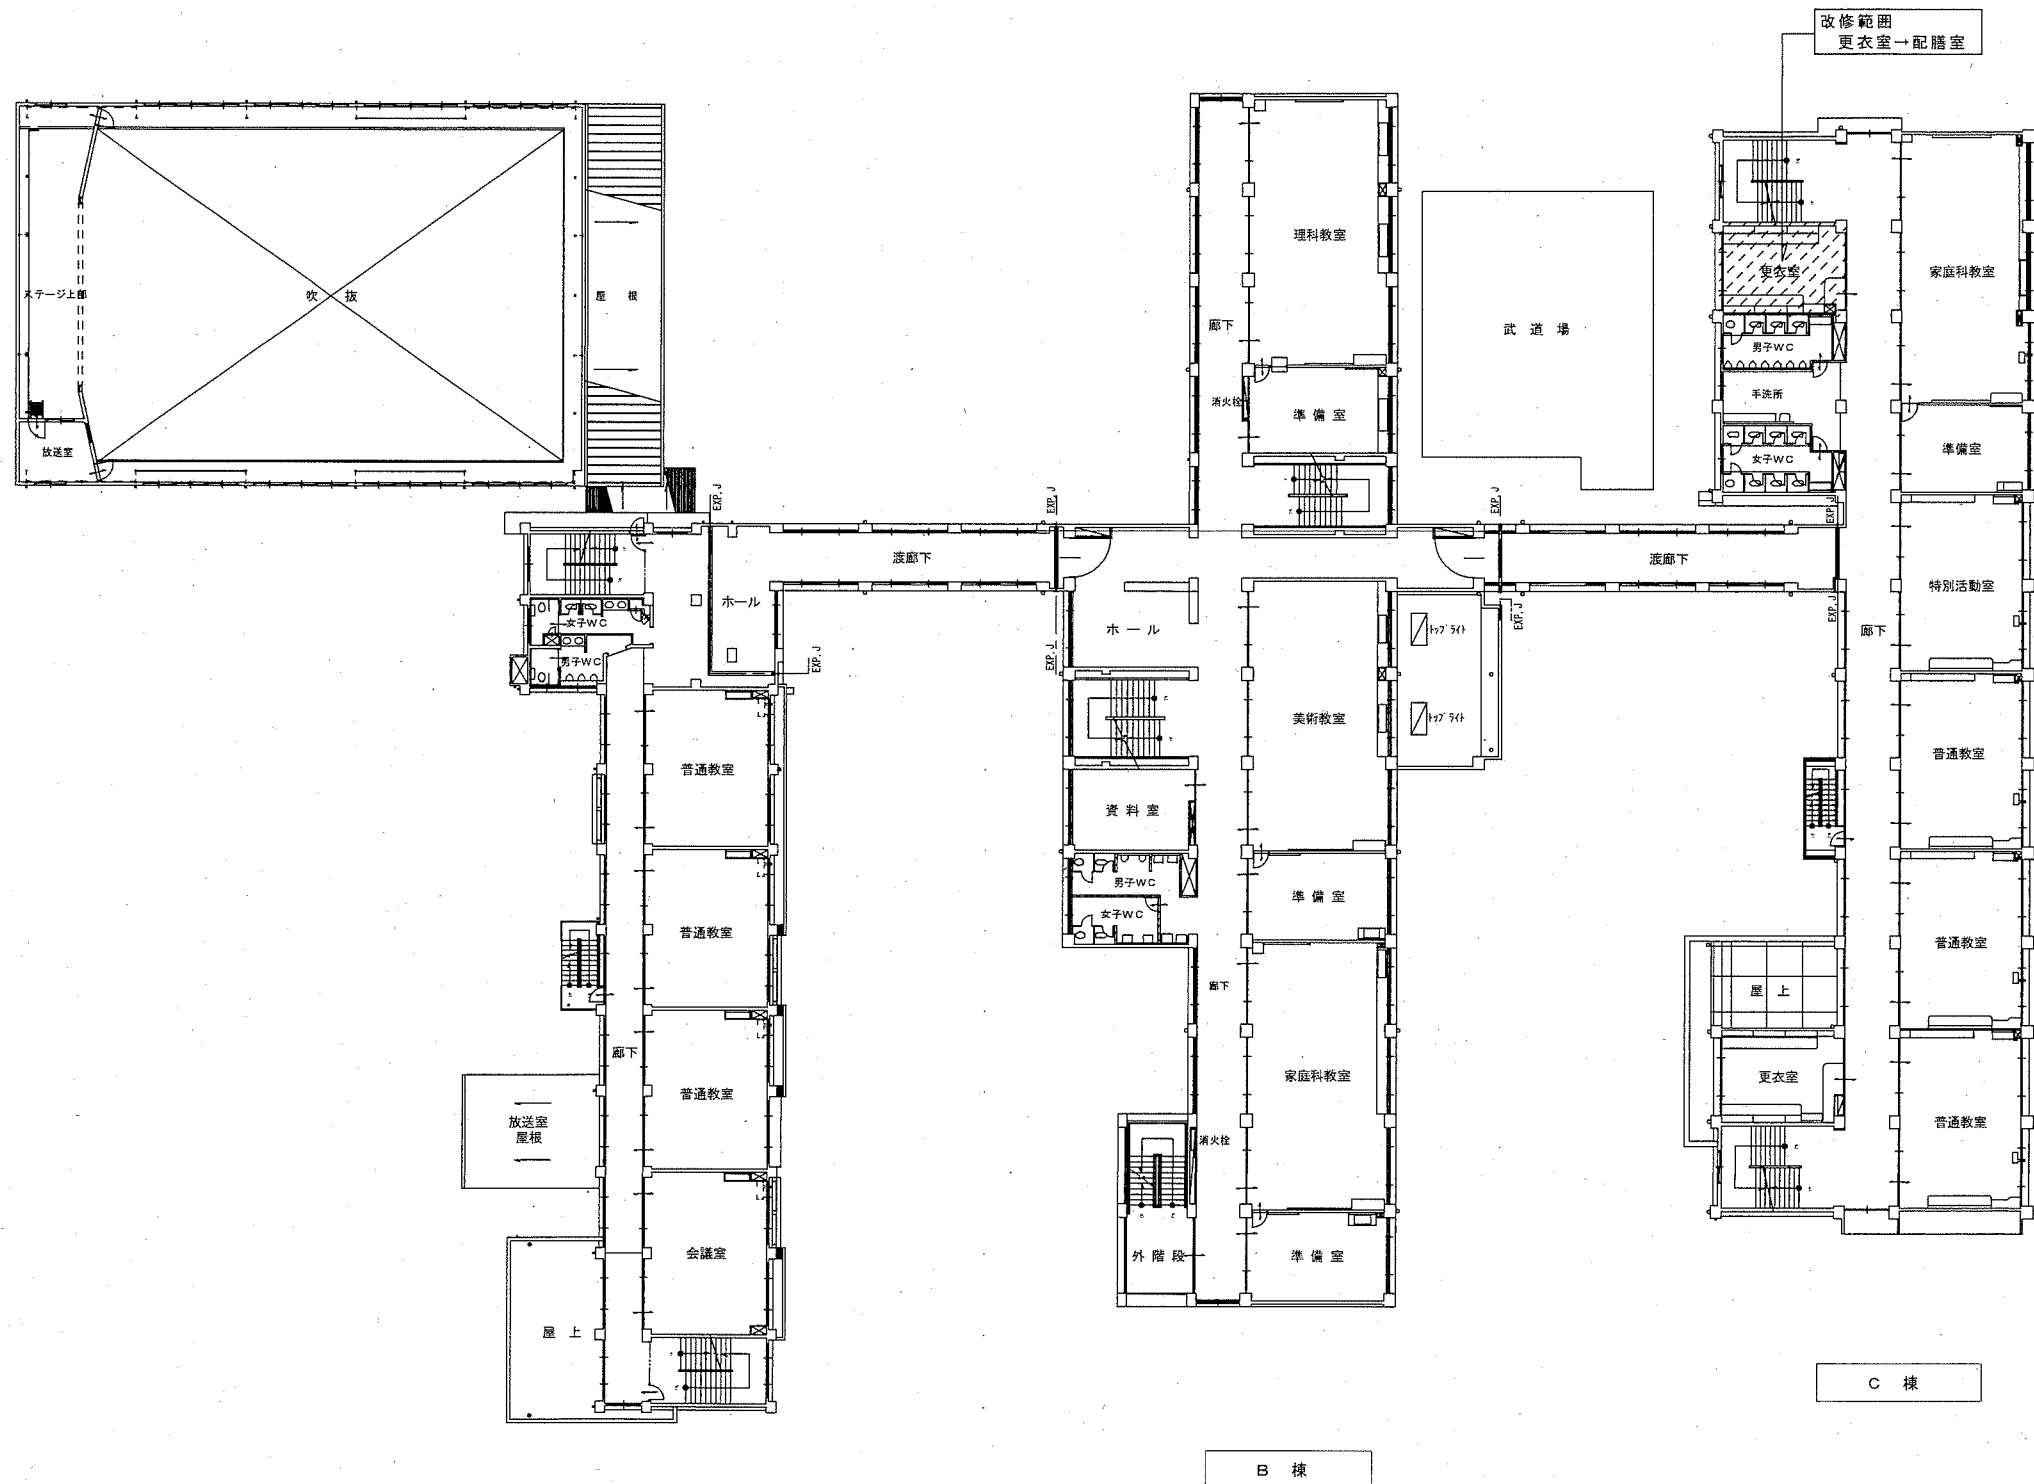 改修範囲
更衣室→配膳室
ステージ上部
吹 抜
屋 根
放送室
EXP.J
EXP.J
渡廊下
ホール
女子WC
男子WC
EXP.J
EXP.J
普通教室
普通教室
普通教室
廊下
放送室
屋根
会議室
屋 上
理科教室
廊下
消火栓
準 備 室
武 道 場
EXP.J
渡廊下
EXP.J
ホ ー ル
トップライト
EXP.J
EXP.J
美術教室
トップライト
資 料 室
男子WC
女子WC
準 備 室
廊下
家庭科教室
消火栓
外 階 段
準 備 室
更衣室
家庭科教室
男子WC
手洗所
女子WC
準備室
特別活動室
廊下
普通教室
普通教室
屋 上
更衣室
普通教室
C 棟
B 棟